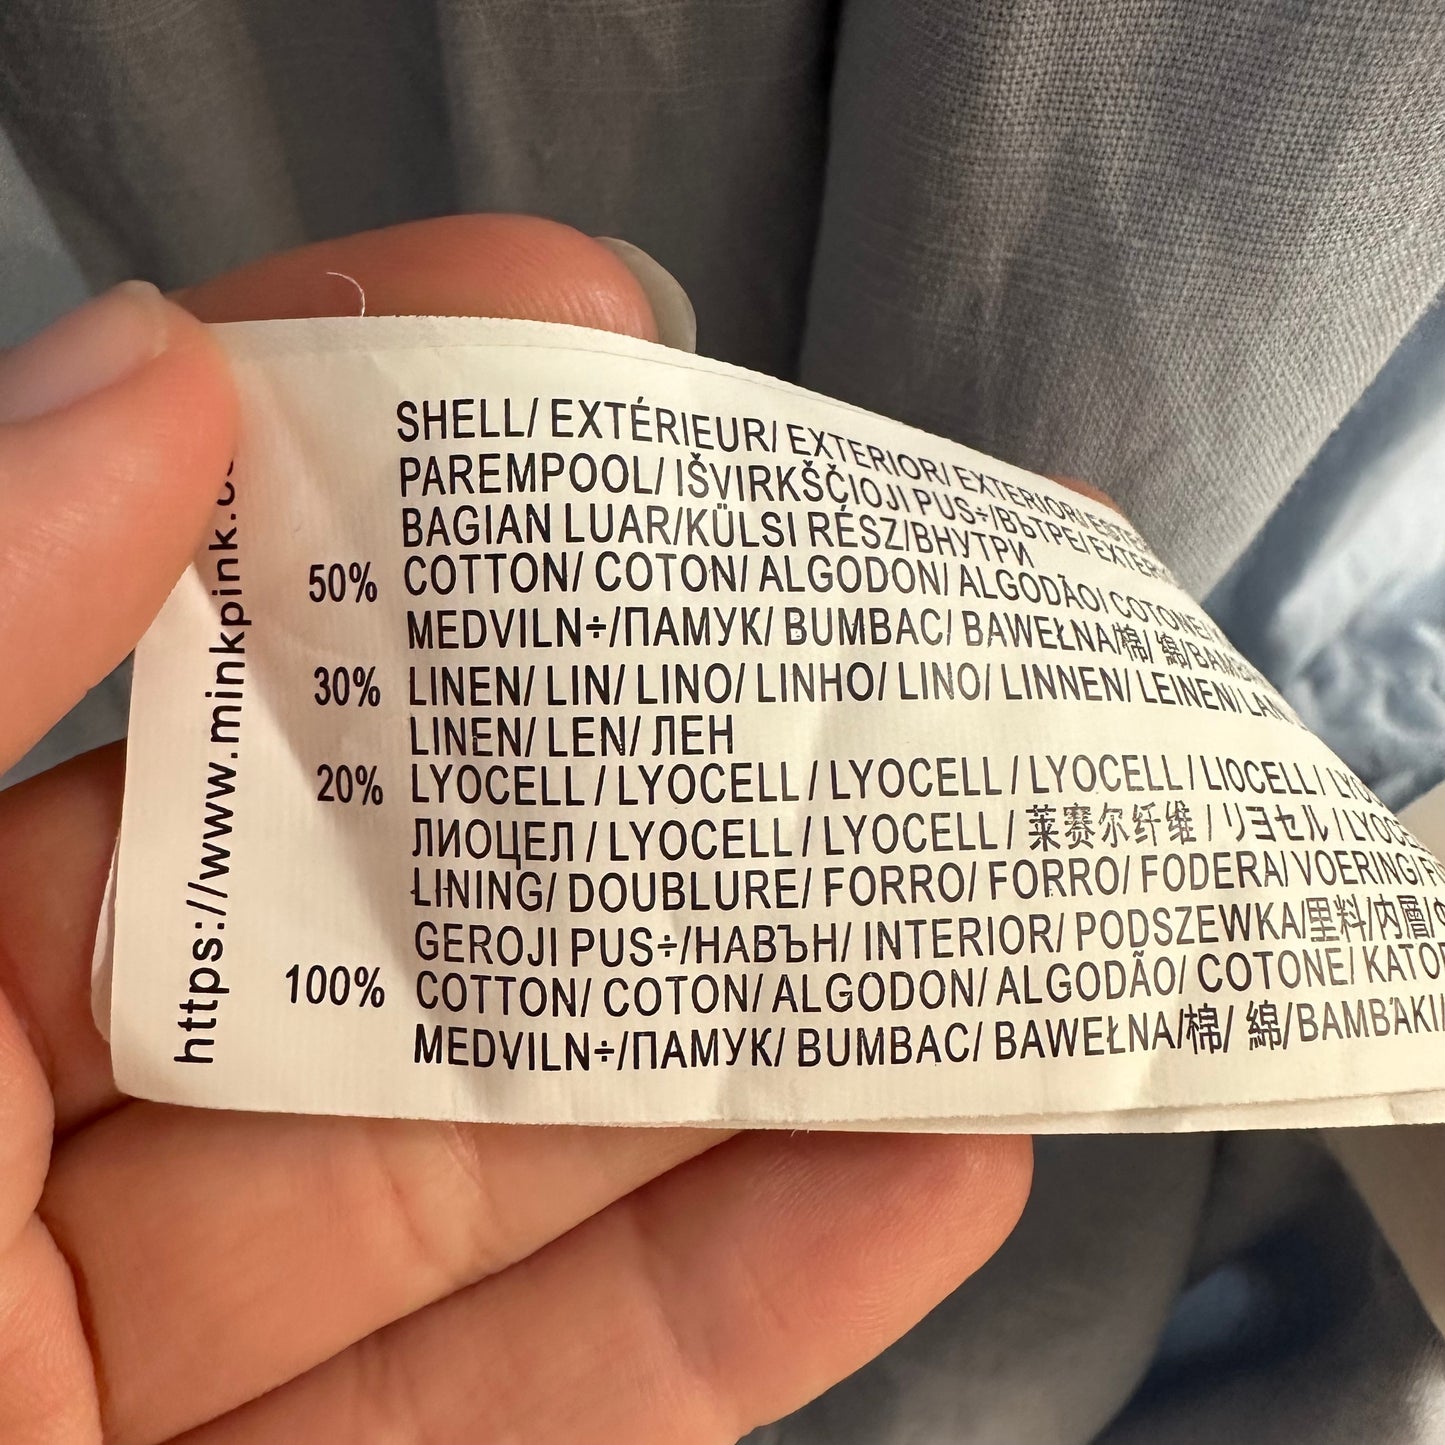 SHELL/ EXTÉRIEUR/ EXTERIOR/ EXTERIOR/
PAREMPOOL/ IŠVIRKŠČIOJI PUS÷/ВЪТРЕ/
BAGIAN LUAR/KÜLSI RÉSZ/ВНУТРИ
50% COTTON/ COTON/ ALGODON/ ALGODÃO/ COTONE/
MEDVILN÷/ПАМУК/ BUMBAC/ BAWEŁNA/棉/ 綿/
30% LINEN/ LIN/ LINO/ LINHO/ LINO/ LINNEN/ LEINEN/
LINEN/ LEN/ ЛЕН
20% LYOCELL / LYOCELL / LYOCELL / LYOCELL / LIOCELL /
ЛИОЦЕЛ / LYOCELL / LYOCELL / 莱赛尔纤维 / リヨセル /
LINING/ DOUBLURE/ FORRO/ FORRO/ FODERA/ VOERING/
GEROJI PUS÷/НАВЪН/ INTERIOR/ PODSZEWKA/里料/内層/
100% COTTON/ COTON/ ALGODON/ ALGODÃO/ COTONE/
MEDVILN÷/ПАМУК/ BUMBAC/ BAWEŁNA/棉/ 綿/BAMBAKI/
https://www.minkpink.c